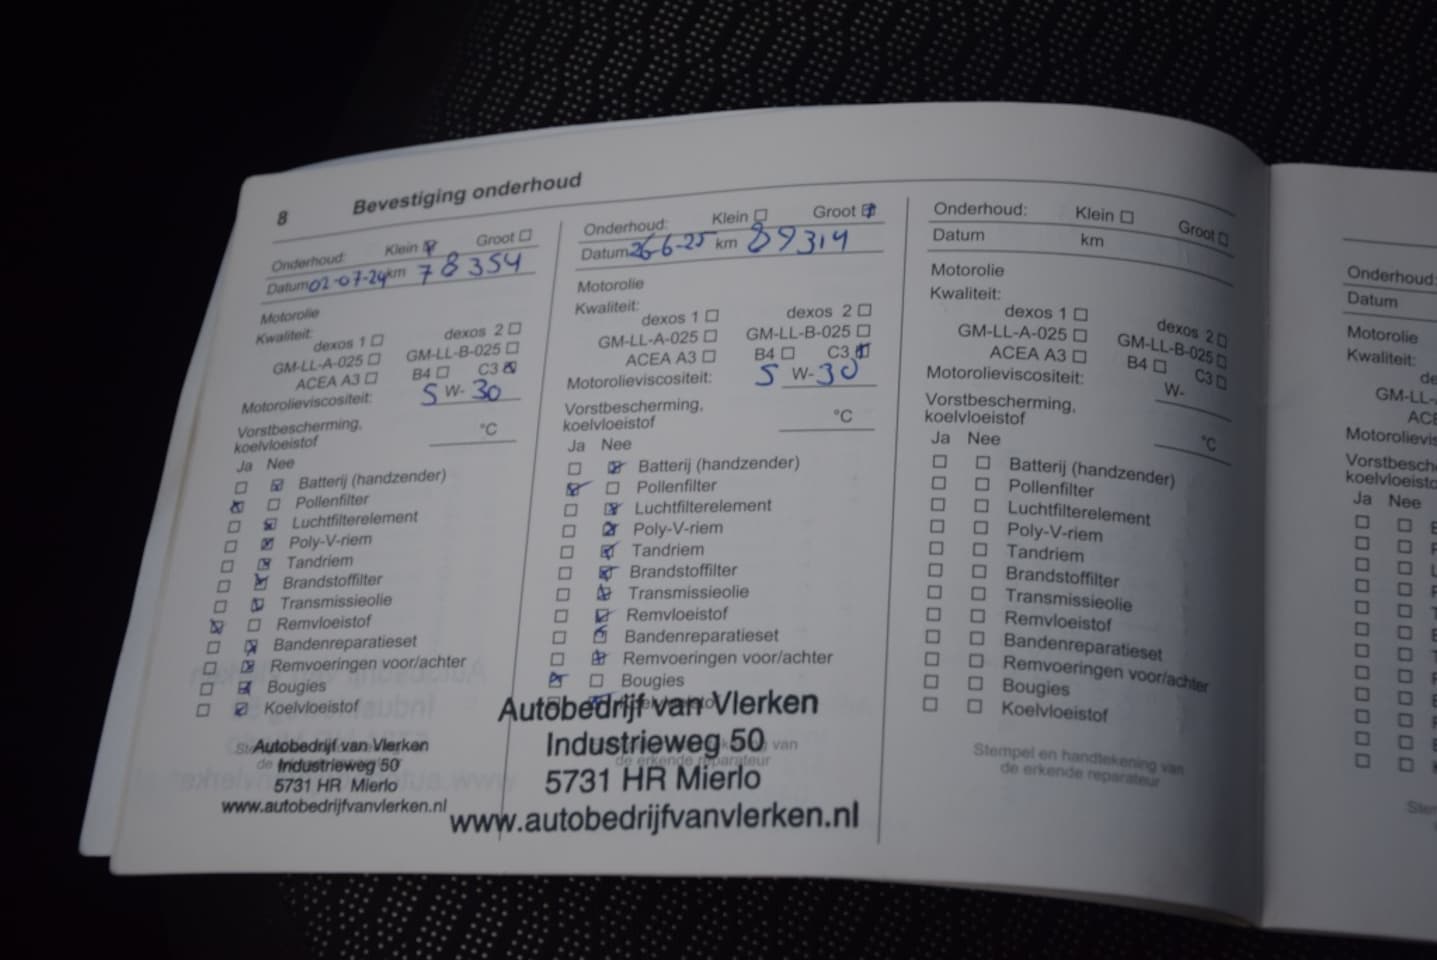 8 Bevestiging onderhoud
Onderhoud: Klein Groot
Datum 02-07-24 km 78354
Motorolie
Kwaliteit:
dexos 1 dexos 2
GM-LL-A-025 GM-LL-B-025
ACEA A3 B4 C3
Motorolieviscositeit: 5 W- 30
Vorstbescherming,
koelvloeistof °C
Ja Nee
Batterij (handzender)
Pollenfilter
Luchtfilterelement
Poly-V-riem
Tandriem
Brandstoffilter
Transmissieolie
Remvloeistof
Bandenreparatieset
Remvoeringen voor/achter
Bougies
Koelvloeistof
Autobedrijf van Vlerken
Industrieweg 50
5731 HR Mierlo
www.autobedrijfvanvlerken.nl
Onderhoud: Klein Groot
Datum 26-6-25 km 89314
Motorolie
Kwaliteit:
dexos 1 dexos 2
GM-LL-A-025 GM-LL-B-025
ACEA A3 B4 C3
Motorolieviscositeit: 5 W- 30
Vorstbescherming,
koelvloeistof °C
Ja Nee
Batterij (handzender)
Pollenfilter
Luchtfilterelement
Poly-V-riem
Tandriem
Brandstoffilter
Transmissieolie
Remvloeistof
Bandenreparatieset
Remvoeringen voor/achter
Bougies
Koelvloeistof
Autobedrijf van Vlerken
Industrieweg 50
5731 HR Mierlo
www.autobedrijfvanvlerken.nl
Onderhoud: Klein Groot
Datum km
Motorolie
Kwaliteit:
dexos 1 dexos 2
GM-LL-A-025 GM-LL-B-025
ACEA A3 B4 C3
Motorolieviscositeit: W-
Vorstbescherming,
koelvloeistof °C
Ja Nee
Batterij (handzender)
Pollenfilter
Luchtfilterelement
Poly-V-riem
Tandriem
Brandstoffilter
Transmissieolie
Remvloeistof
Bandenreparatieset
Remvoeringen voor/achter
Bougies
Koelvloeistof
Stempel en handtekening van
de erkende reparateur
Onderhoud:
Datum
Motorolie
Kwaliteit:
Ja Nee